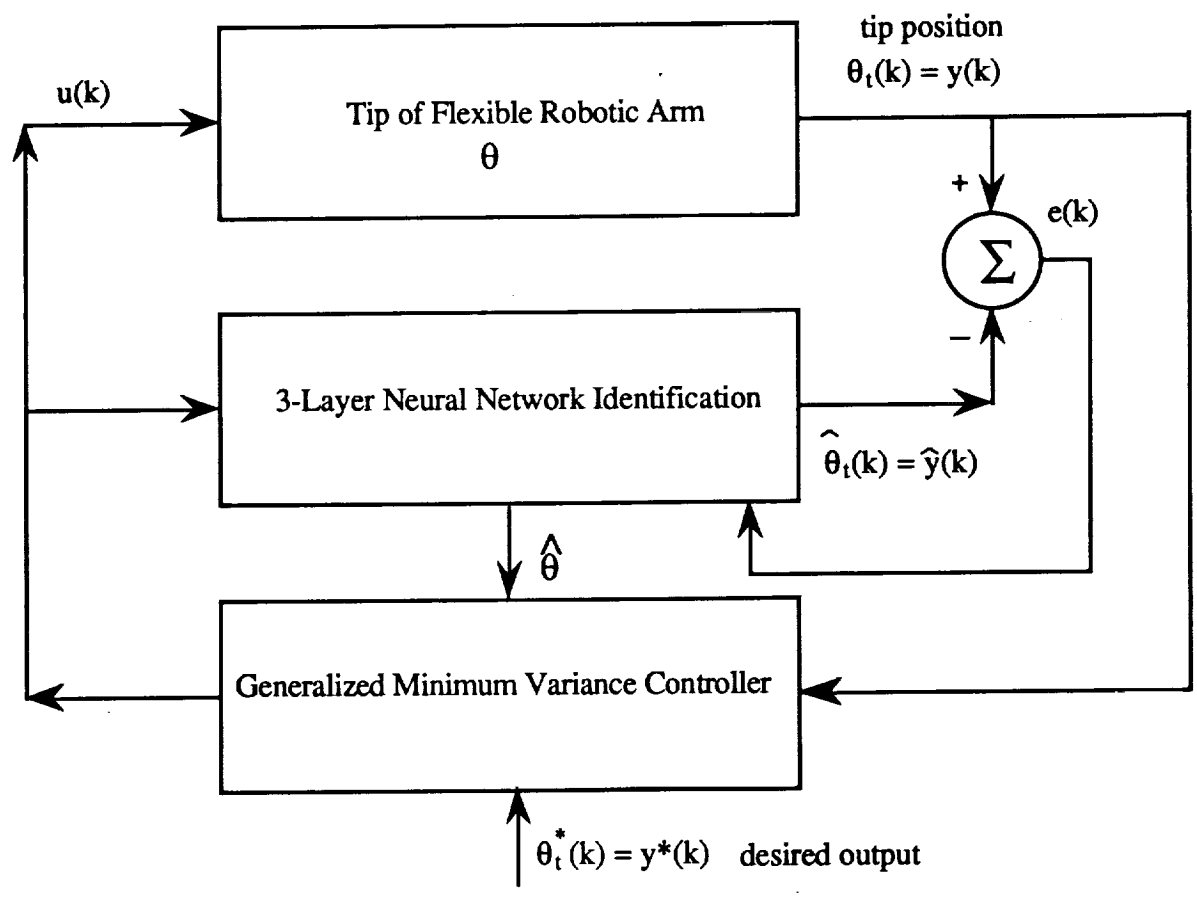 tip position
θₜ(k) = y(k)
u(k)
Tip of Flexible Robotic Arm
θ
+
e(k)
Σ
−
3-Layer Neural Network Identification
θ̂ₜ(k) = ŷ(k)
θ̂
Generalized Minimum Variance Controller
θₜ*(k) = y*(k) desired output